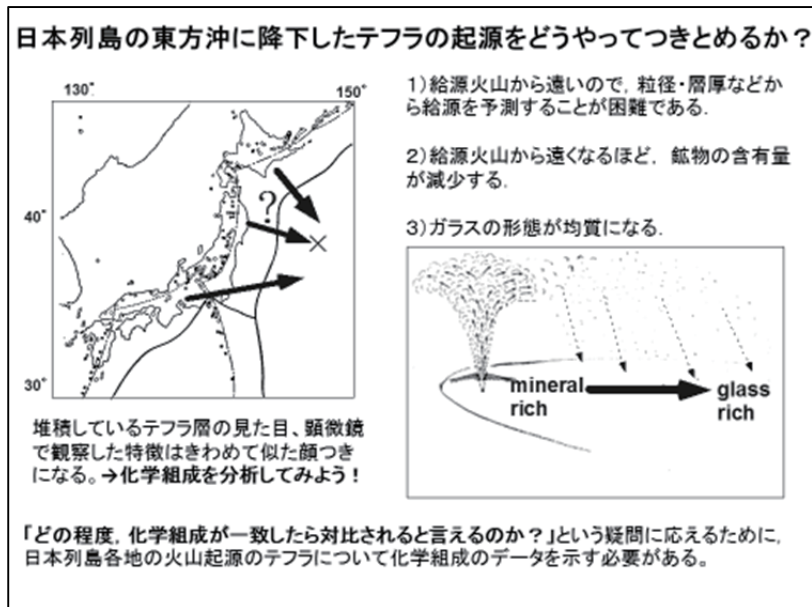 日本列島の東方沖に降下したテフラの起源をどうやってつきとめるか?
130°
150°
40°
30°
?
1)給源火山から遠いので，粒径・層厚などか
ら給源を予測することが困難である.
2)給源火山から遠くなるほど， 鉱物の含有量
が減少する.
3)ガラスの形態が均質になる.
mineral
rich
glass
rich
堆積しているテフラ層の見た目、顕微鏡
で観察した特徴はきわめて似た顔つき
になる。→化学組成を分析してみよう！
「どの程度，化学組成が一致したら対比されると言えるのか？」という疑問に応えるために，
日本列島各地の火山起源のテフラについて化学組成のデータを示す必要がある。